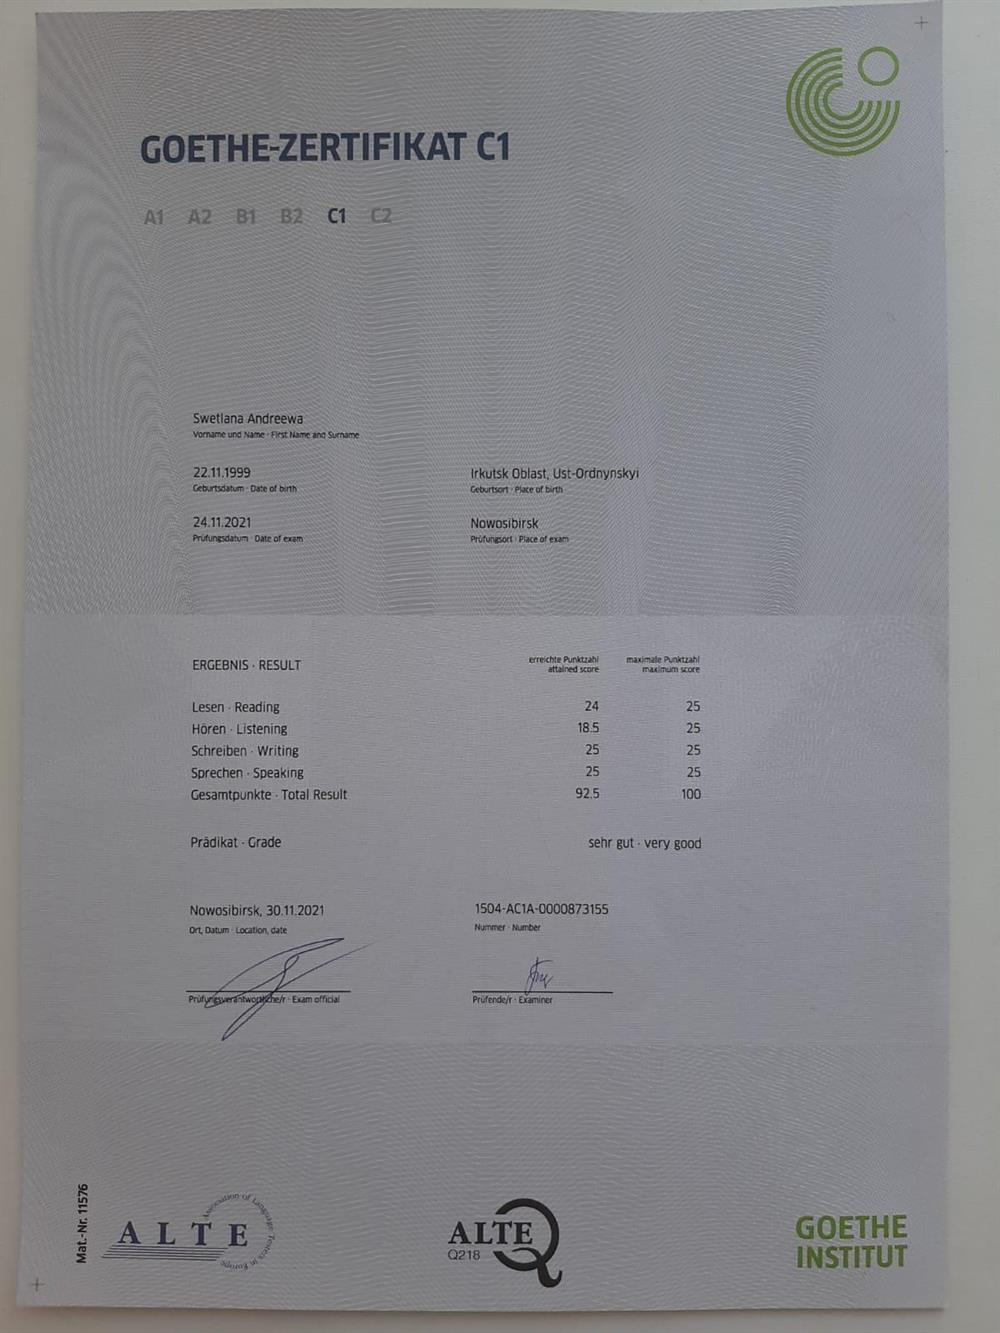 GOETHE-ZERTIFIKAT C1
A1 A2 B1 B2 C1 C2
Swetlana Andreewa
Vorname und Name · First Name and Surname
22.11.1999
Geburtsdatum · Date of birth
Irkutsk Oblast, Ust-Ordnynskyi
Geburtsort · Place of birth
24.11.2021
Prüfungsdatum · Date of exam
Nowosibirsk
Prüfungsort · Place of exam
ERGEBNIS · RESULT
erreichte Punktzahl
attained score
maximale Punktzahl
maximum score
Lesen · Reading 24 25
Hören · Listening 18.5 25
Schreiben · Writing 25 25
Sprechen · Speaking 25 25
Gesamtpunkte · Total Result 92.5 100
Prädikat · Grade sehr gut · very good
Nowosibirsk, 30.11.2021
Ort, Datum · Location, date
1504-AC1A-0000873155
Nummer · Number
Prüfungsverantwortliche/r · Exam official
Prüfende/r · Examiner
Mat.-Nr. 11576
ALTE
Association of Language Testers in Europe
ALTE
Q218
GOETHE
INSTITUT